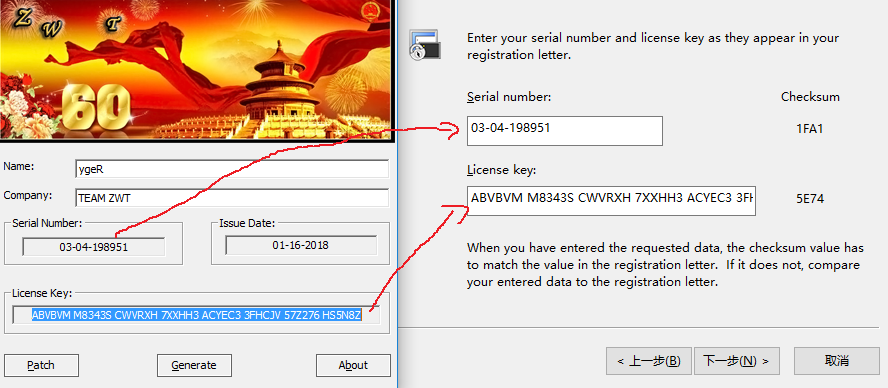 Z W T
60
Name:
ygeR
Company:
TEAM ZWT
Serial Number:
03-04-198951
Issue Date:
01-16-2018
License Key:
ABVBVM M8343S CWVRXH 7XXHH3 ACYEC3 3FHCJV 57Z276 HS5N8Z
Patch
Generate
About
Enter your serial number and license key as they appear in your
registration letter.
Serial number:
Checksum
03-04-198951
1FA1
License key:
ABVBVM M8343S CWVRXH 7XXHH3 ACYEC3 3FH
5E74
When you have entered the requested data, the checksum value has
to match the value in the registration letter. If it does not, compare
your entered data to the registration letter.
< 上一步(B)
下一步(N) >
取消